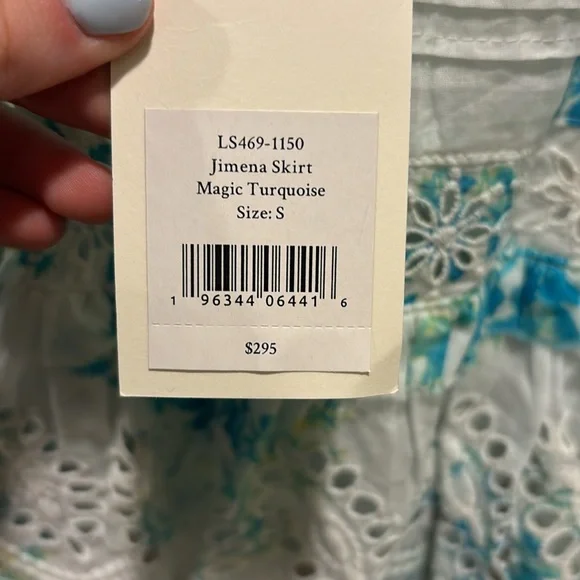 LS469-1150
Jimena Skirt
Magic Turquoise
Size: S
1 96344 06441 6
$295